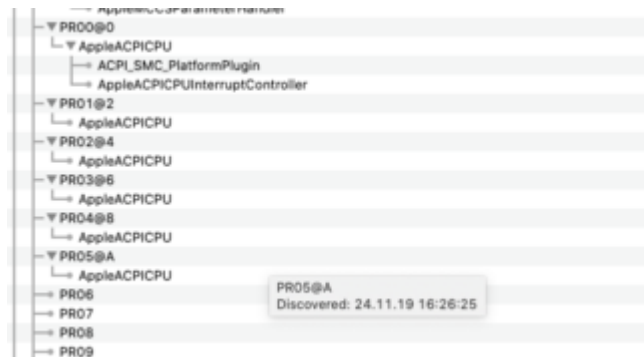 AppleMCCSParameterHandler
PR00@0
AppleACPICPU
ACPI_SMC_PlatformPlugin
AppleACPICPUInterruptController
PR01@2
AppleACPICPU
PR02@4
AppleACPICPU
PR03@6
AppleACPICPU
PR04@8
AppleACPICPU
PR05@A
AppleACPICPU
PR06
PR05@A
Discovered: 24.11.19 16:26:25
PR07
PR08
PR09